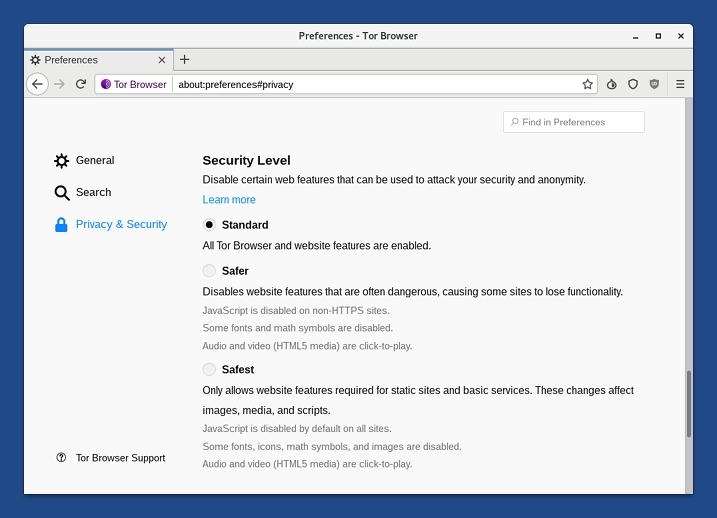 Preferences - Tor Browser
Preferences
Tor Browser
about:preferences#privacy
Find in Preferences
General
Search
Privacy & Security
Security Level
Disable certain web features that can be used to attack your security and anonymity.
Learn more
Standard
All Tor Browser and website features are enabled.
Safer
Disables website features that are often dangerous, causing some sites to lose functionality.
JavaScript is disabled on non-HTTPS sites.
Some fonts and math symbols are disabled.
Audio and video (HTML5 media) are click-to-play.
Safest
Only allows website features required for static sites and basic services. These changes affect
images, media, and scripts.
JavaScript is disabled by default on all sites.
Some fonts, icons, math symbols, and images are disabled.
Audio and video (HTML5 media) are click-to-play.
Tor Browser Support